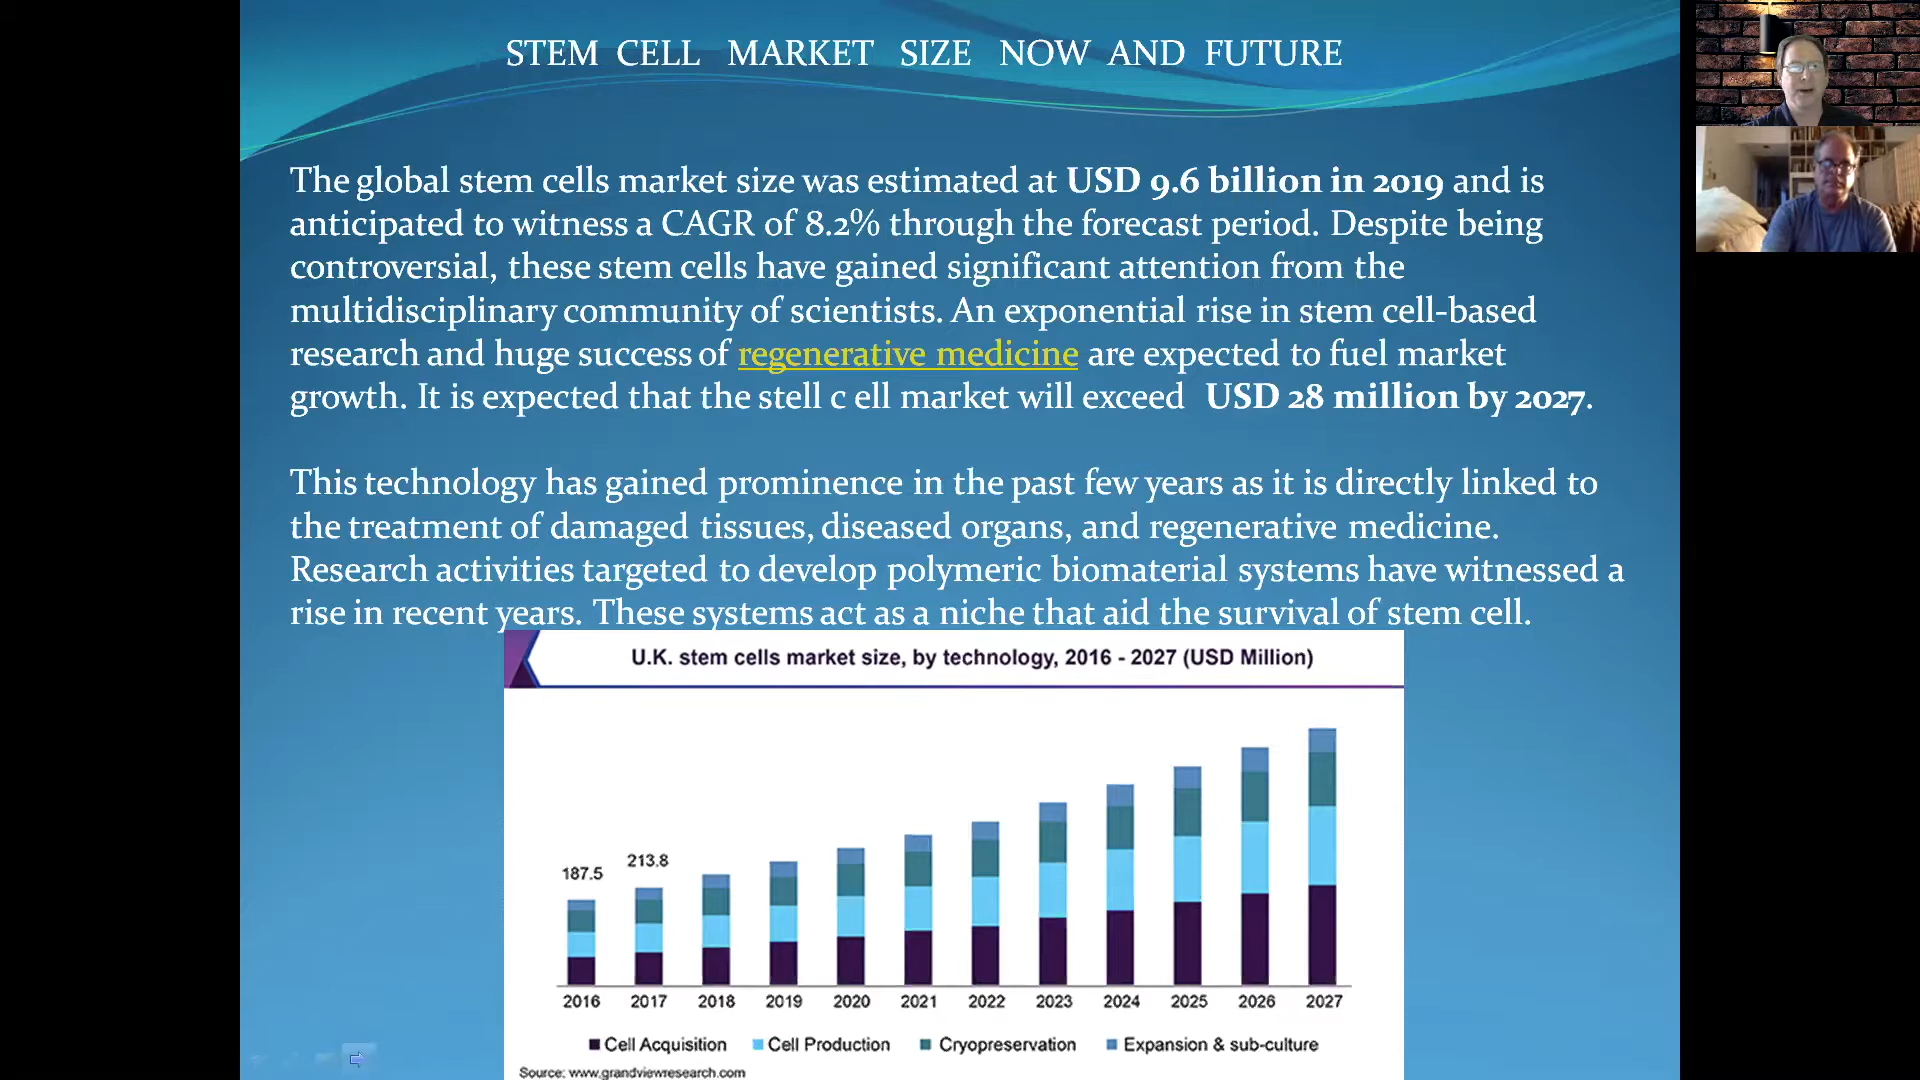 STEM CELL MARKET SIZE NOW AND FUTURE
The global stem cells market size was estimated at USD 9.6 billion in 2019 and is
anticipated to witness a CAGR of 8.2% through the forecast period. Despite being
controversial, these stem cells have gained significant attention from the
multidisciplinary community of scientists. An exponential rise in stem cell-based
research and huge success of regenerative medicine are expected to fuel market
growth. It is expected that the stell c ell market will exceed USD 28 million by 2027.
This technology has gained prominence in the past few years as it is directly linked to
the treatment of damaged tissues, diseased organs, and regenerative medicine.
Research activities targeted to develop polymeric biomaterial systems have witnessed a
rise in recent years. These systems act as a niche that aid the survival of stem cell.
U.K. stem cells market size, by technology, 2016 - 2027 (USD Million)
187.5 213.8
2016 2017 2018 2019 2020 2021 2022 2023 2024 2025 2026 2027
Cell Acquisition Cell Production Cryopreservation Expansion & sub-culture
Source: www.grandviewresearch.com